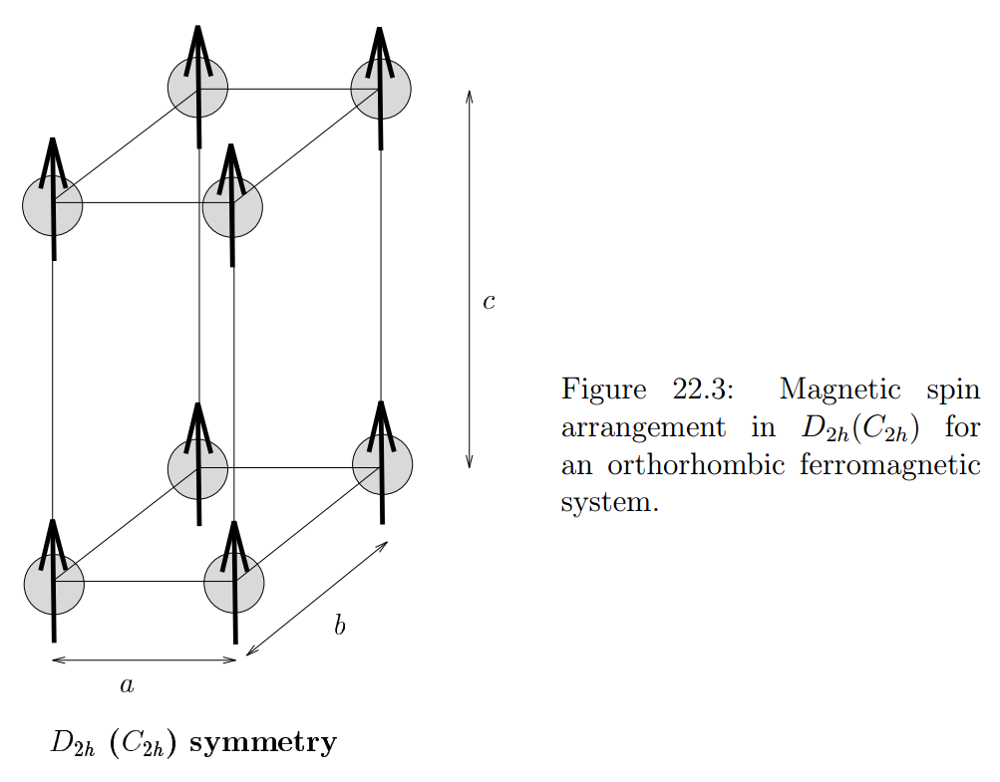 c
Figure 22.3: Magnetic spin
arrangement in D2h(C2h) for
an orthorhombic ferromagnetic
system.
b
a
D2h (C2h) symmetry